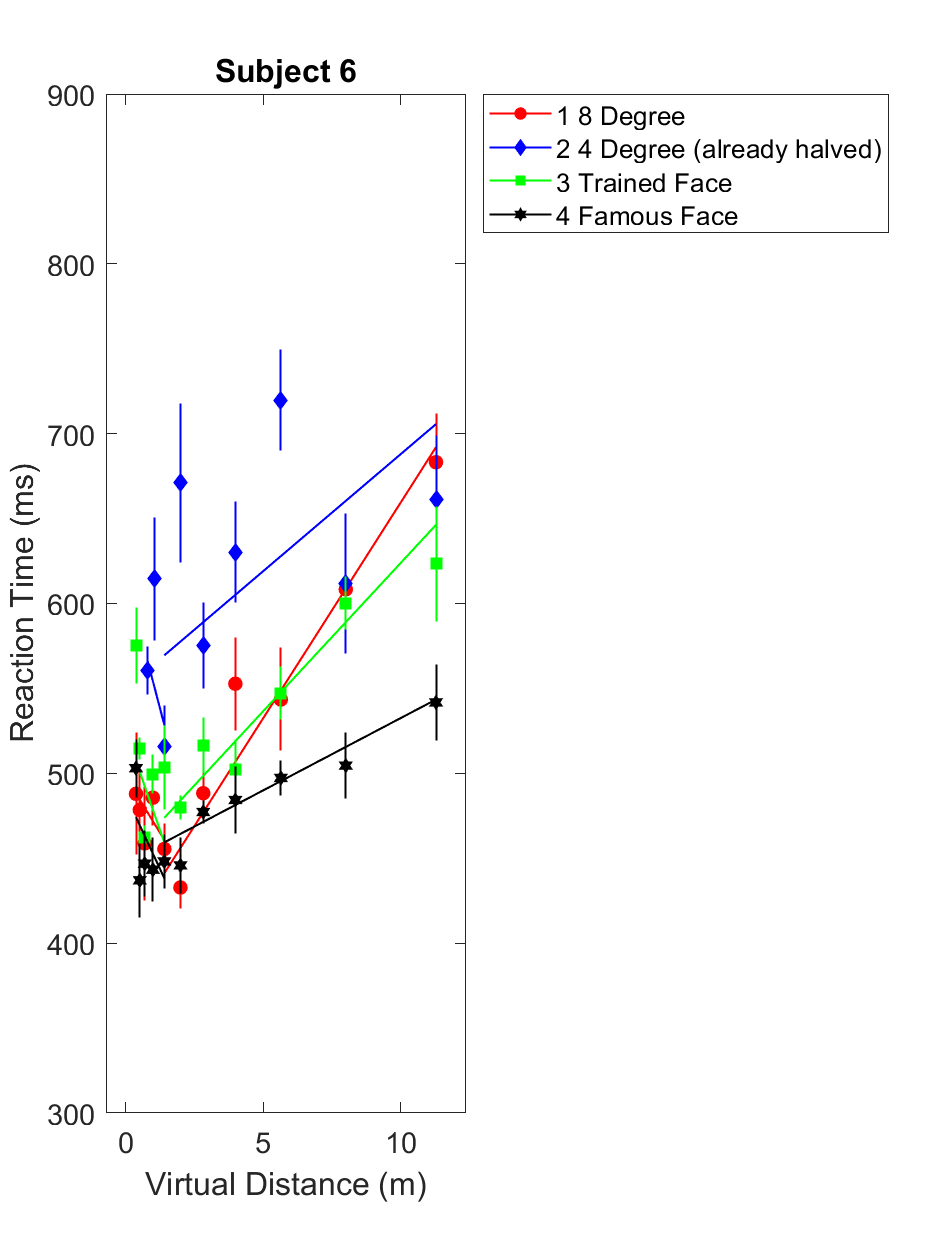 Subject 6
900
800
700
600
500
400
300
0
5
10
Reaction Time (ms)
Virtual Distance (m)
1 8 Degree
2 4 Degree (already halved)
3 Trained Face
4 Famous Face